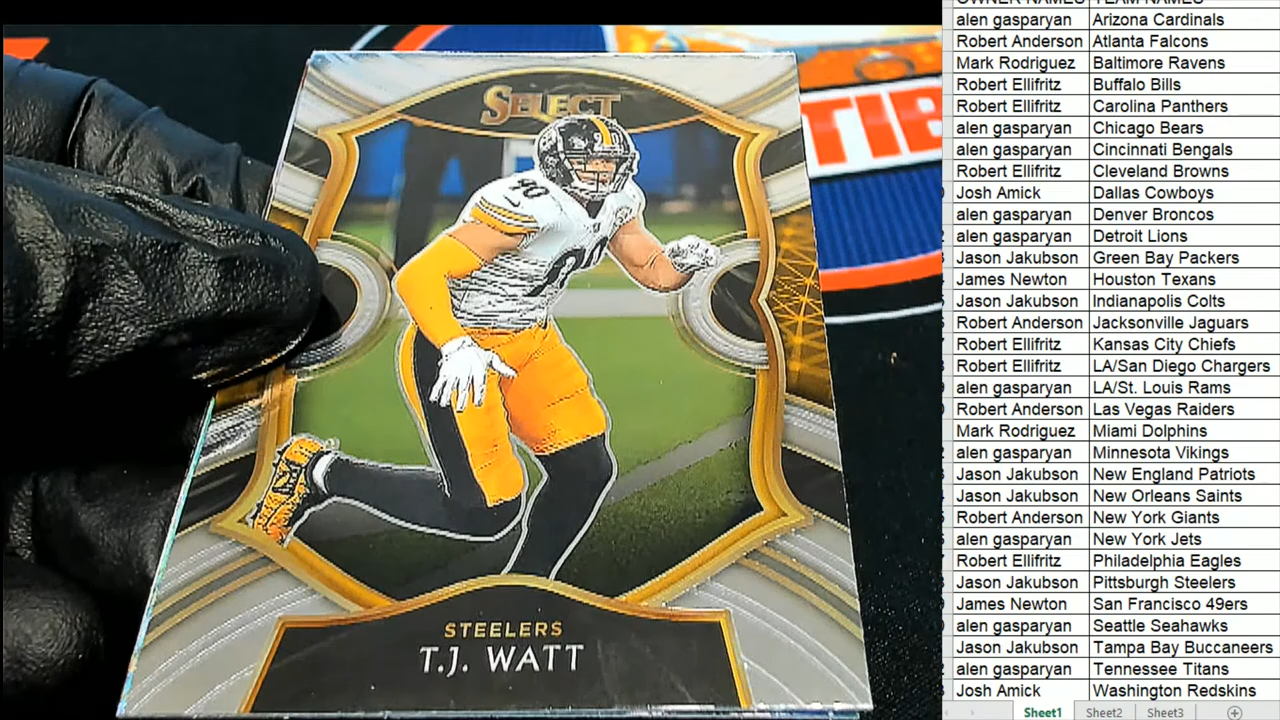 SELECT
90
90
STEELERS
T.J. WATT
TIB
OWNER NAMES TEAM NAMES
alen gasparyan Arizona Cardinals
Robert Anderson Atlanta Falcons
Mark Rodriguez Baltimore Ravens
Robert Ellifritz Buffalo Bills
Robert Ellifritz Carolina Panthers
alen gasparyan Chicago Bears
alen gasparyan Cincinnati Bengals
Robert Ellifritz Cleveland Browns
Josh Amick Dallas Cowboys
alen gasparyan Denver Broncos
alen gasparyan Detroit Lions
Jason Jakubson Green Bay Packers
James Newton Houston Texans
Jason Jakubson Indianapolis Colts
Robert Anderson Jacksonville Jaguars
Robert Ellifritz Kansas City Chiefs
Robert Ellifritz LA/San Diego Chargers
alen gasparyan LA/St. Louis Rams
Robert Anderson Las Vegas Raiders
Mark Rodriguez Miami Dolphins
alen gasparyan Minnesota Vikings
Jason Jakubson New England Patriots
Jason Jakubson New Orleans Saints
Robert Anderson New York Giants
alen gasparyan New York Jets
Robert Ellifritz Philadelphia Eagles
Jason Jakubson Pittsburgh Steelers
James Newton San Francisco 49ers
alen gasparyan Seattle Seahawks
Jason Jakubson Tampa Bay Buccaneers
alen gasparyan Tennessee Titans
Josh Amick Washington Redskins
Sheet1 Sheet2 Sheet3